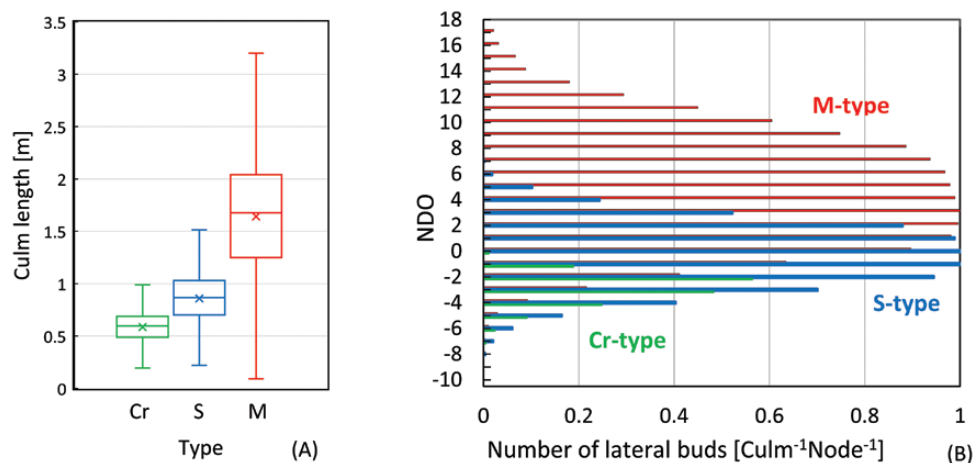 3.5
3
2.5
2
1.5
1
0.5
0
Culm length [m]
Cr S M
Type
(A)
18
16
14
12
10
8
6
4
2
0
-2
-4
-6
-8
-10
NDO
M-type
S-type
Cr-type
0 0.2 0.4 0.6 0.8 1
Number of lateral buds [Culm⁻¹Node⁻¹]
(B)